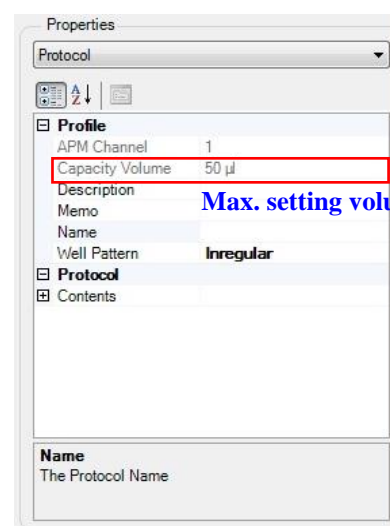 Properties
Protocol
Profile
APM Channel 1
Capacity Volume 50 µl
Description
Max. setting
Memo
Name
Well Pattern Inregular
Protocol
Contents
Name
The Protocol Name